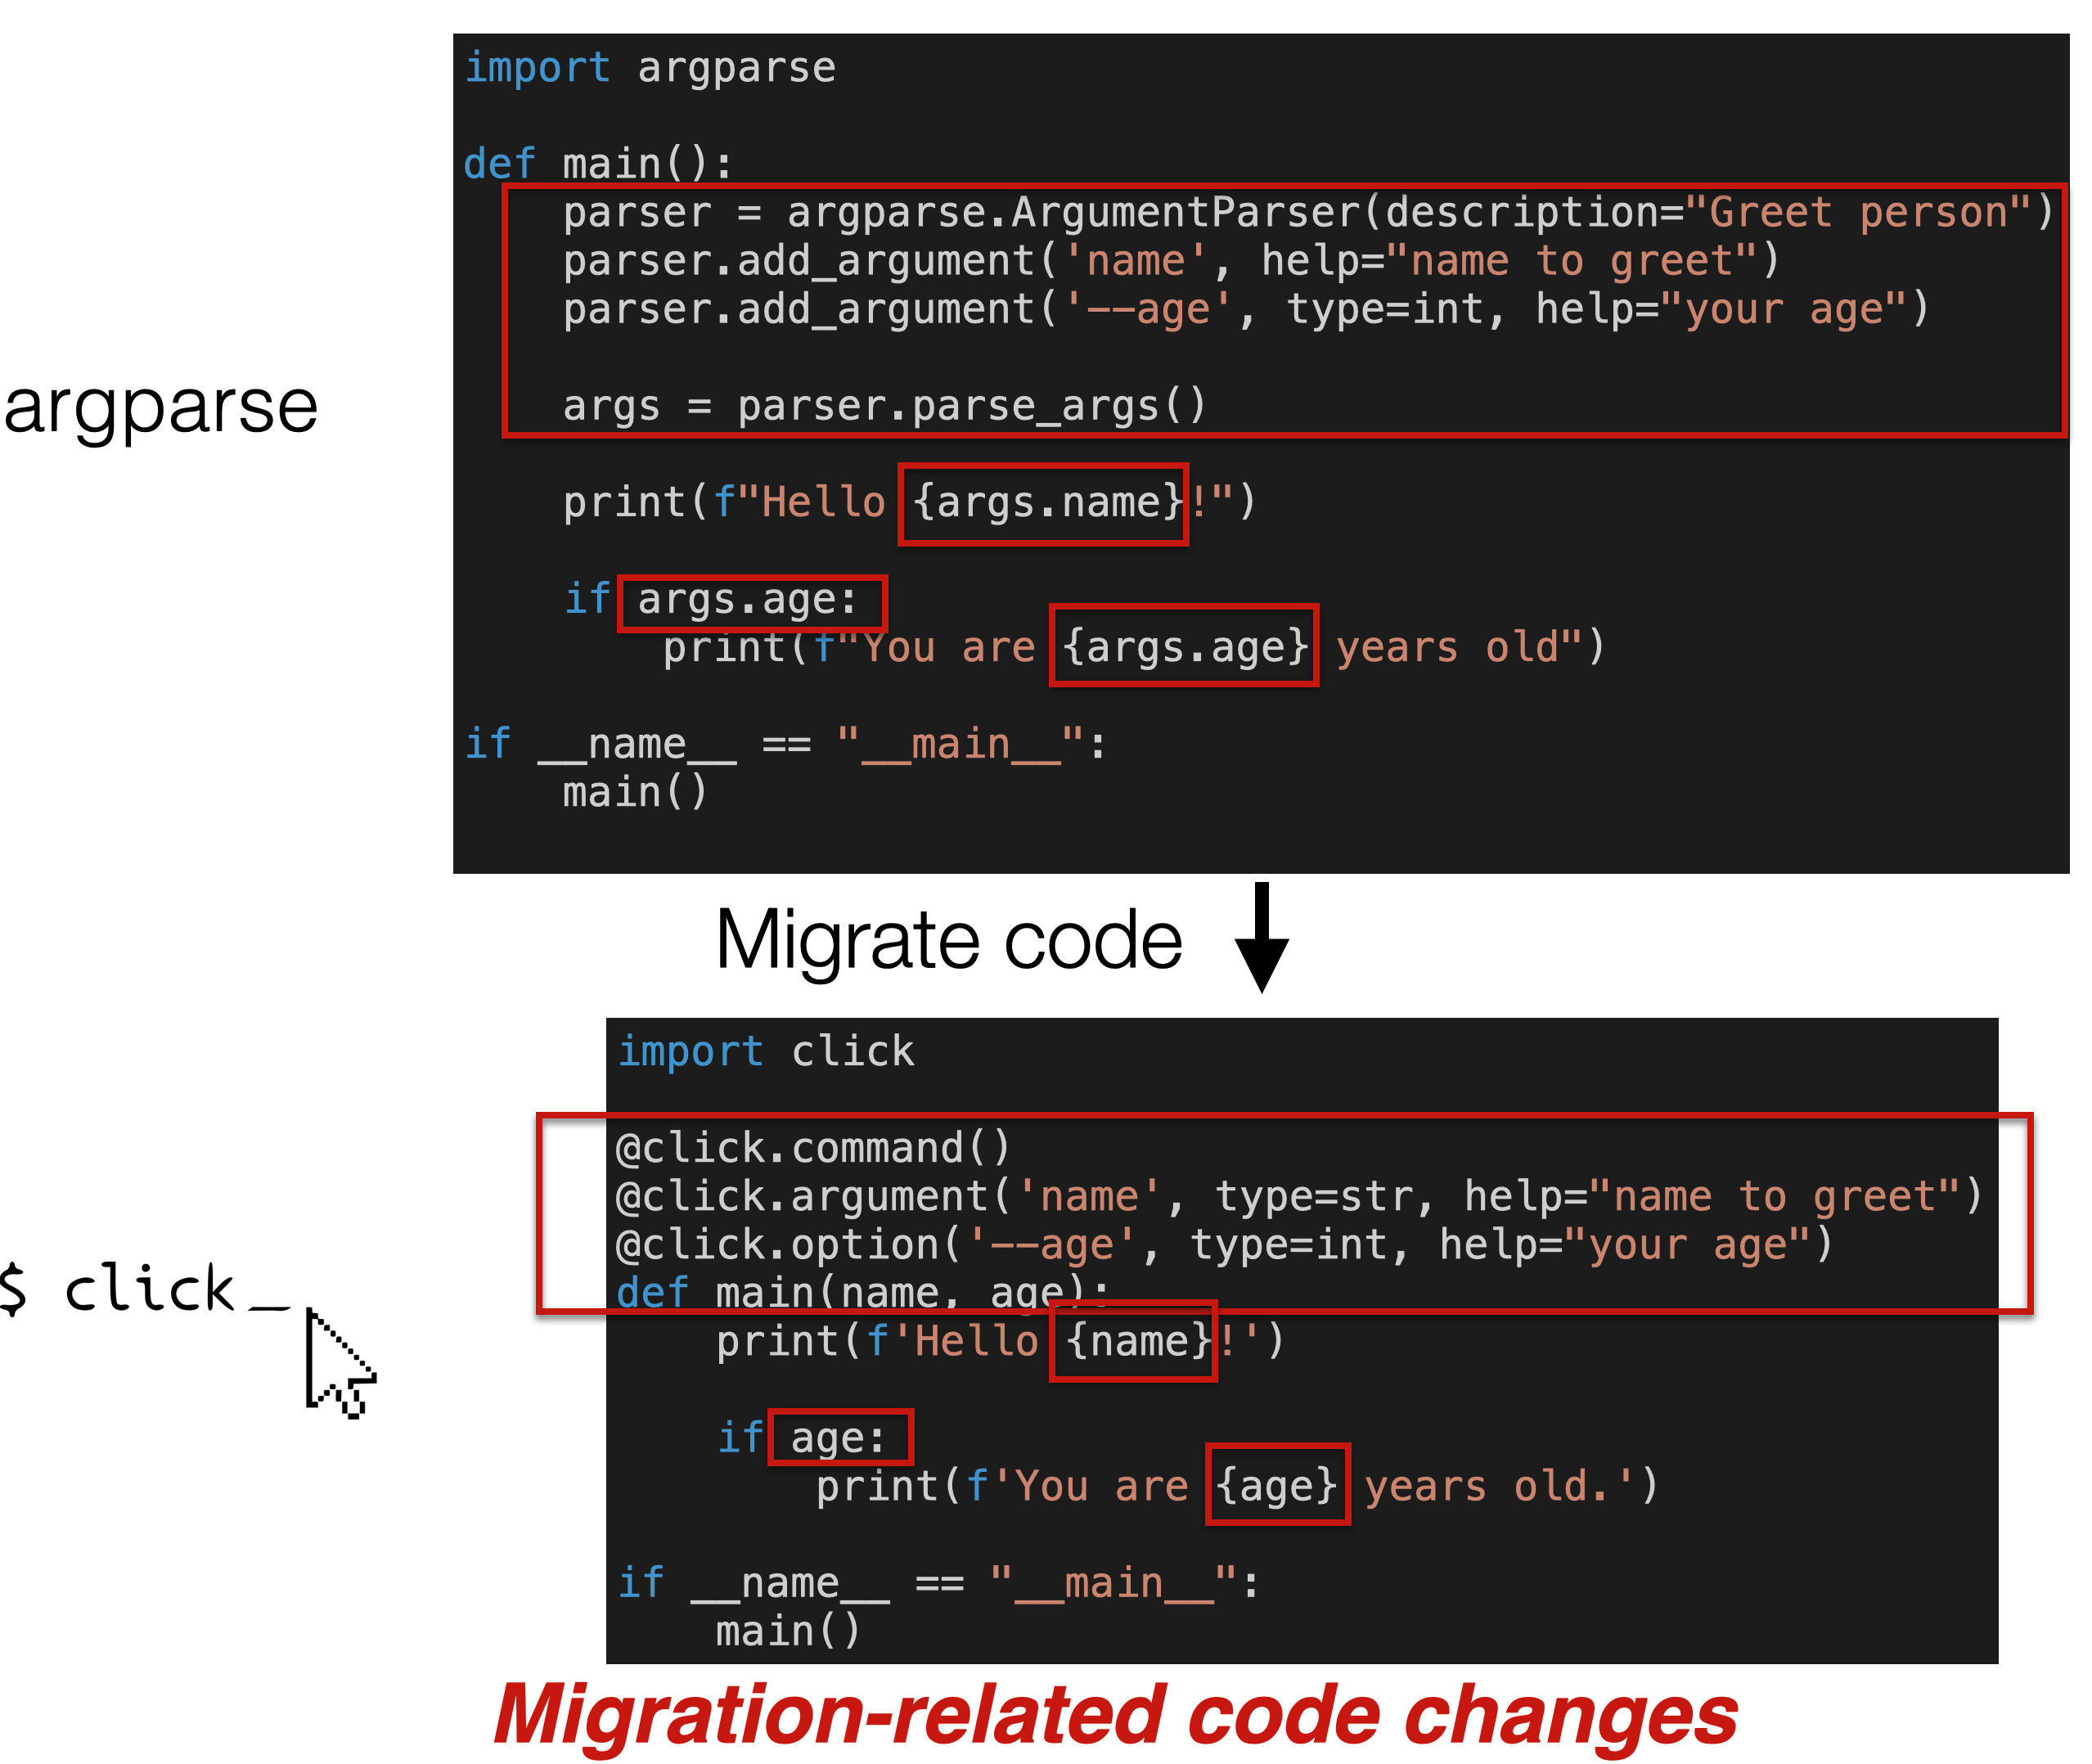 import argparse
def main():
parser = argparse.ArgumentParser(description="Greet person")
parser.add_argument('name', help="name to greet")
parser.add_argument('--age', type=int, help="your age")
args = parser.parse_args()
argparse
print(f"Hello {args.name}!")
if args.age:
print(f"You are {args.age} years old")
if __name__ == "__main__":
main()
Migrate code
import click
@click.command()
@click.argument('name', type=str, help="name to greet")
@click.option('--age', type=int, help="your age")
def main(name, age):
$ click_
print(f'Hello {name}!')
if age:
print(f'You are {age} years old.')
if __name__ == "__main__":
main()
Migration-related code changes